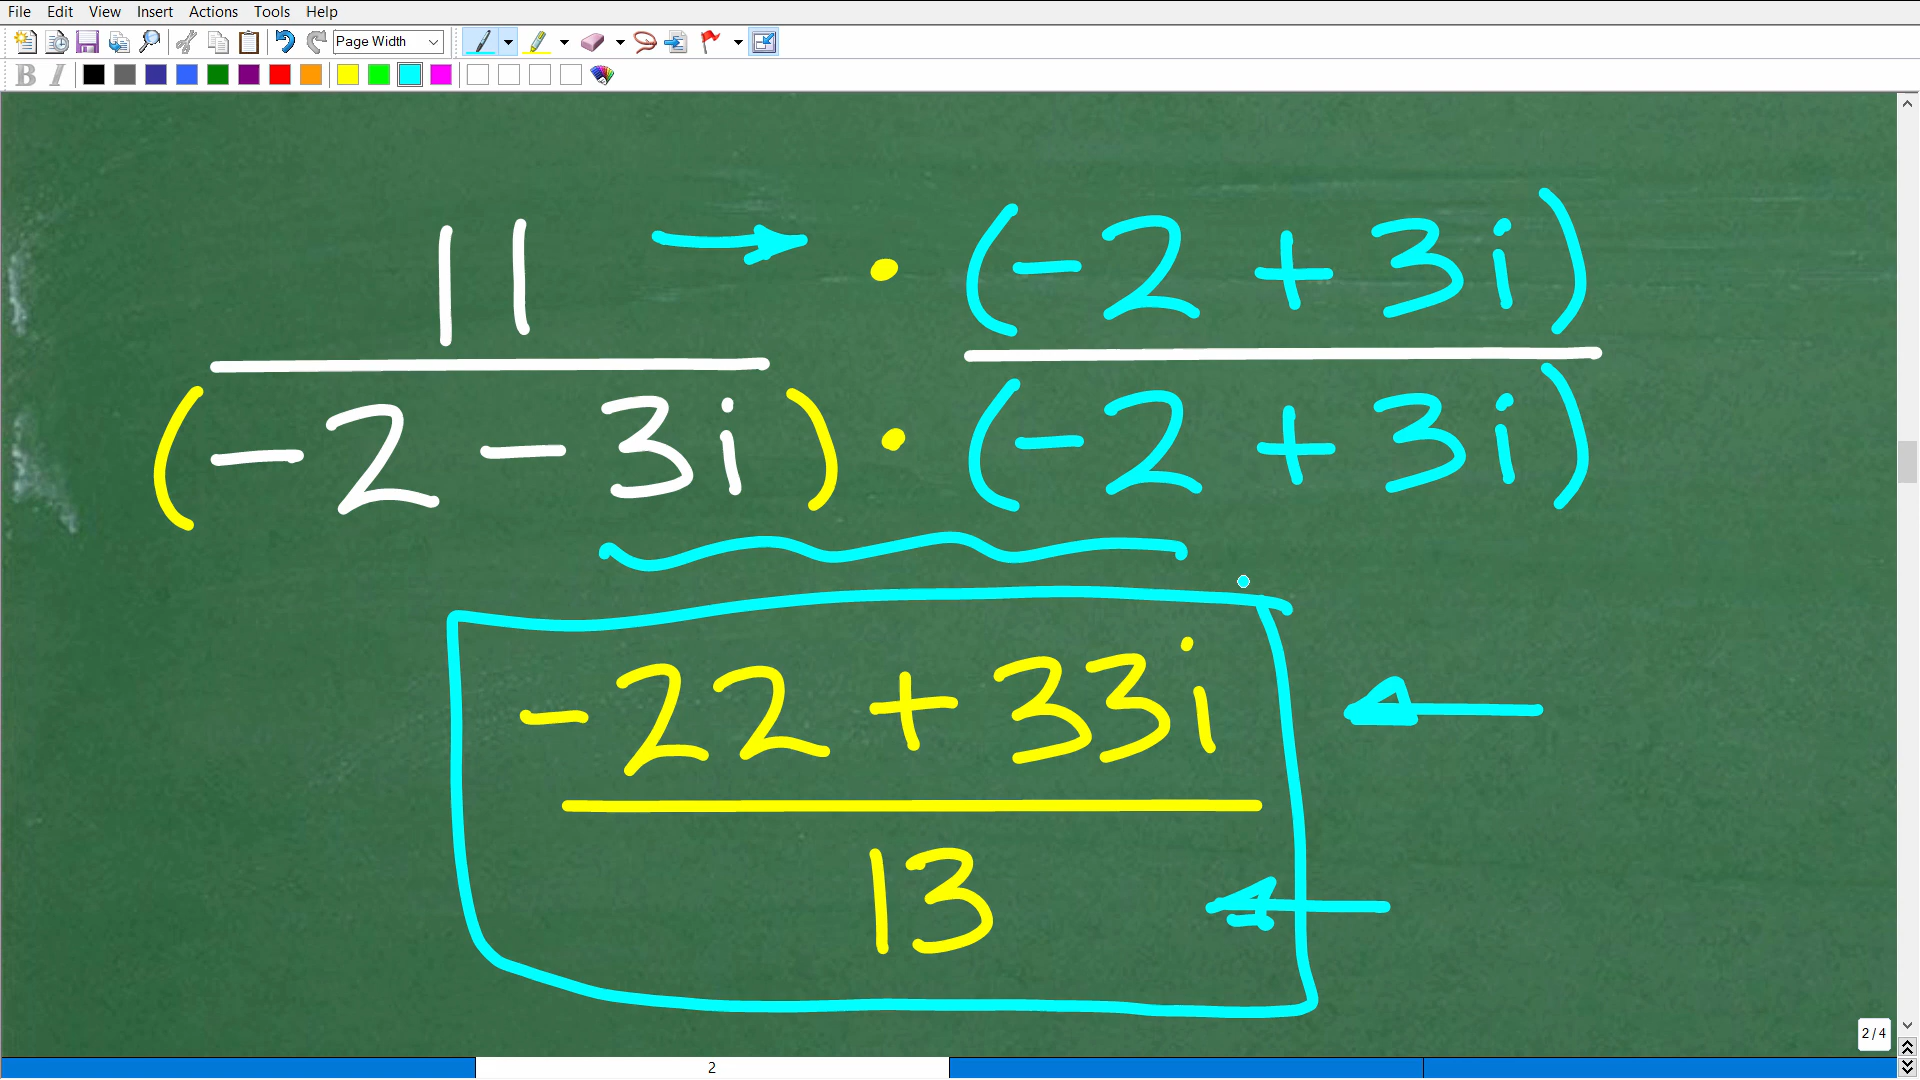 File Edit View Insert Actions Tools Help
Page Width
B I
11 · (-2 + 3i)
(-2 - 3i) · (-2 + 3i)
-22 + 33i
13
2 / 4
2